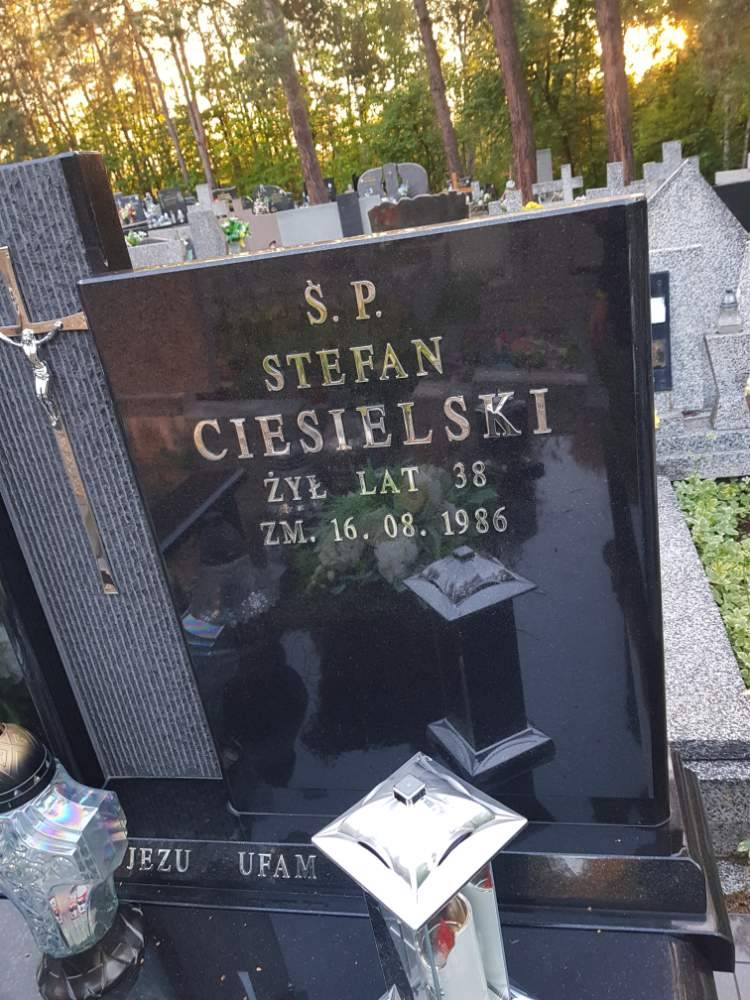 Ś. P.
STEFAN
CIESIELSKI
ŻYŁ LAT 38
ZM. 16. 08. 1986
JEZU UFAM